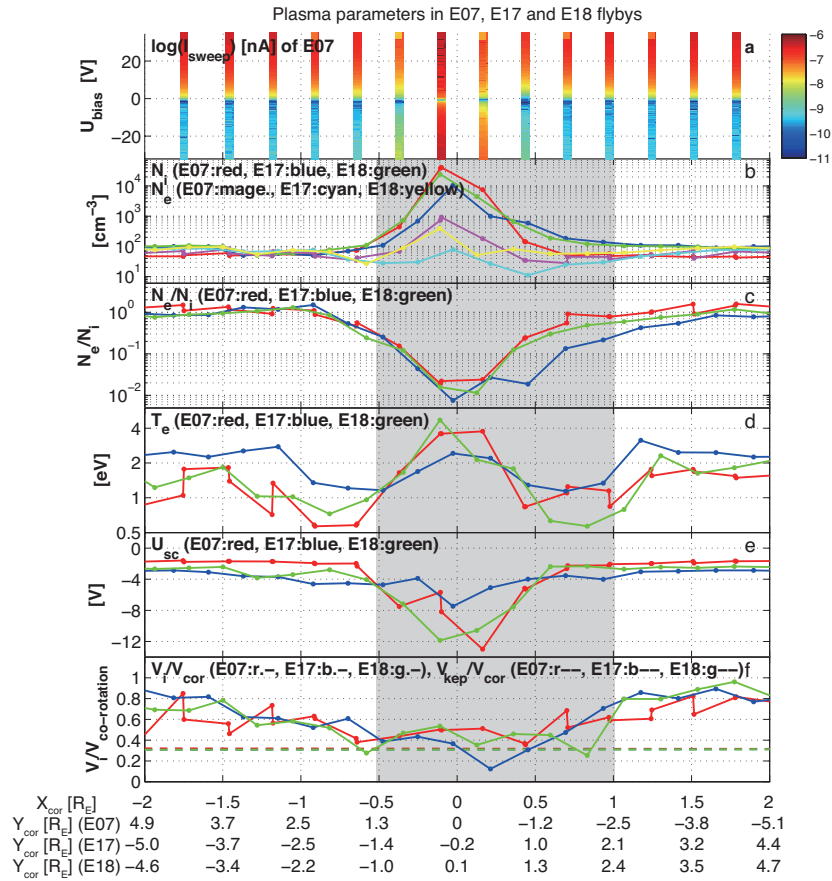 Plasma parameters in E07, E17 and E18 flybys
log(I_sweep) [nA] of E07
a
U_bias [V]
20
0
−20
−6
−7
−8
−9
−10
−11
N_i (E07:red, E17:blue, E18:green)
b
N_e (E07:mage., E17:cyan, E18:yellow)
[cm^−3]
10^4
10^3
10^2
10^1
N_e/N_i (E07:red, E17:blue, E18:green)
c
N_e/N_i
10^0
10^−1
10^−2
T_e (E07:red, E17:blue, E18:green)
d
[eV]
4
2
1
0.5
U_sc (E07:red, E17:blue, E18:green)
e
[V]
0
−4
−8
−12
V_i/V_cor (E07:r.−, E17:b.−, E18:g.−), V_kep/V_cor (E07:r−−, E17:b−−, E18:g−−)
f
V_i/V_co−rotation
1
0.8
0.6
0.4
0.2
0
X_cor [R_E] −2 −1.5 −1 −0.5 0 0.5 1 1.5 2
Y_cor [R_E] (E07) 4.9 3.7 2.5 1.3 0 −1.2 −2.5 −3.8 −5.1
Y_cor [R_E] (E17) −5.0 −3.7 −2.5 −1.4 −0.2 1.0 2.1 3.2 4.4
Y_cor [R_E] (E18) −4.6 −3.4 −2.2 −1.0 0.1 1.3 2.4 3.5 4.7